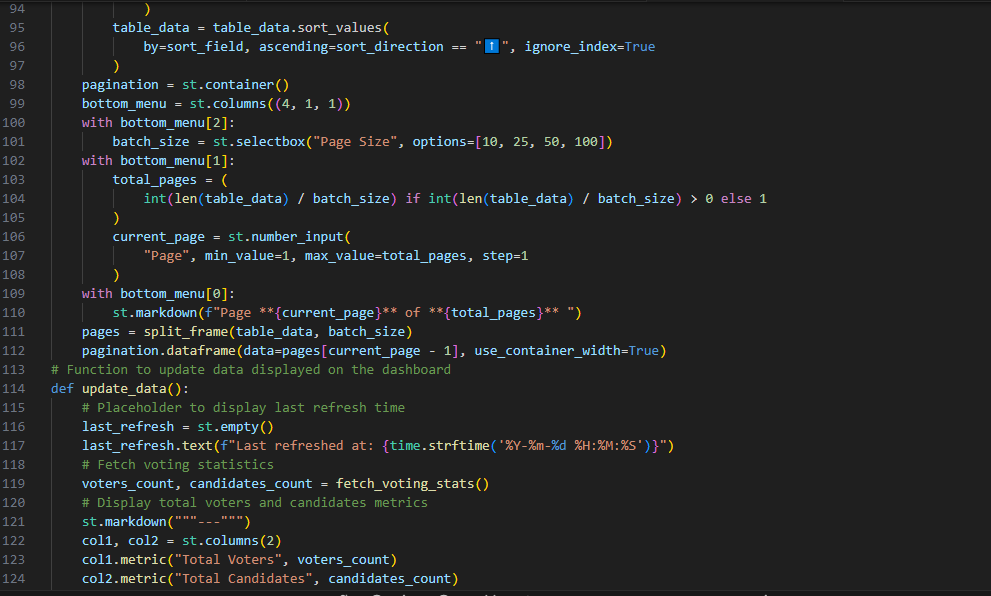 94 )
95 table_data = table_data.sort_values(
96 by=sort_field, ascending=sort_direction == "⬆️", ignore_index=True
97 )
98 pagination = st.container()
99 bottom_menu = st.columns((4, 1, 1))
100 with bottom_menu[2]:
101 batch_size = st.selectbox("Page Size", options=[10, 25, 50, 100])
102 with bottom_menu[1]:
103 total_pages = (
104 int(len(table_data) / batch_size) if int(len(table_data) / batch_size) > 0 else 1
105 )
106 current_page = st.number_input(
107 "Page", min_value=1, max_value=total_pages, step=1
108 )
109 with bottom_menu[0]:
110 st.markdown(f"Page **{current_page}** of **{total_pages}** ")
111 pages = split_frame(table_data, batch_size)
112 pagination.dataframe(data=pages[current_page - 1], use_container_width=True)
113 # Function to update data displayed on the dashboard
114 def update_data():
115 # Placeholder to display last refresh time
116 last_refresh = st.empty()
117 last_refresh.text(f"Last refreshed at: {time.strftime('%Y-%m-%d %H:%M:%S')}")
118 # Fetch voting statistics
119 voters_count, candidates_count = fetch_voting_stats()
120 # Display total voters and candidates metrics
121 st.markdown("""---""")
122 col1, col2 = st.columns(2)
123 col1.metric("Total Voters", voters_count)
124 col2.metric("Total Candidates", candidates_count)